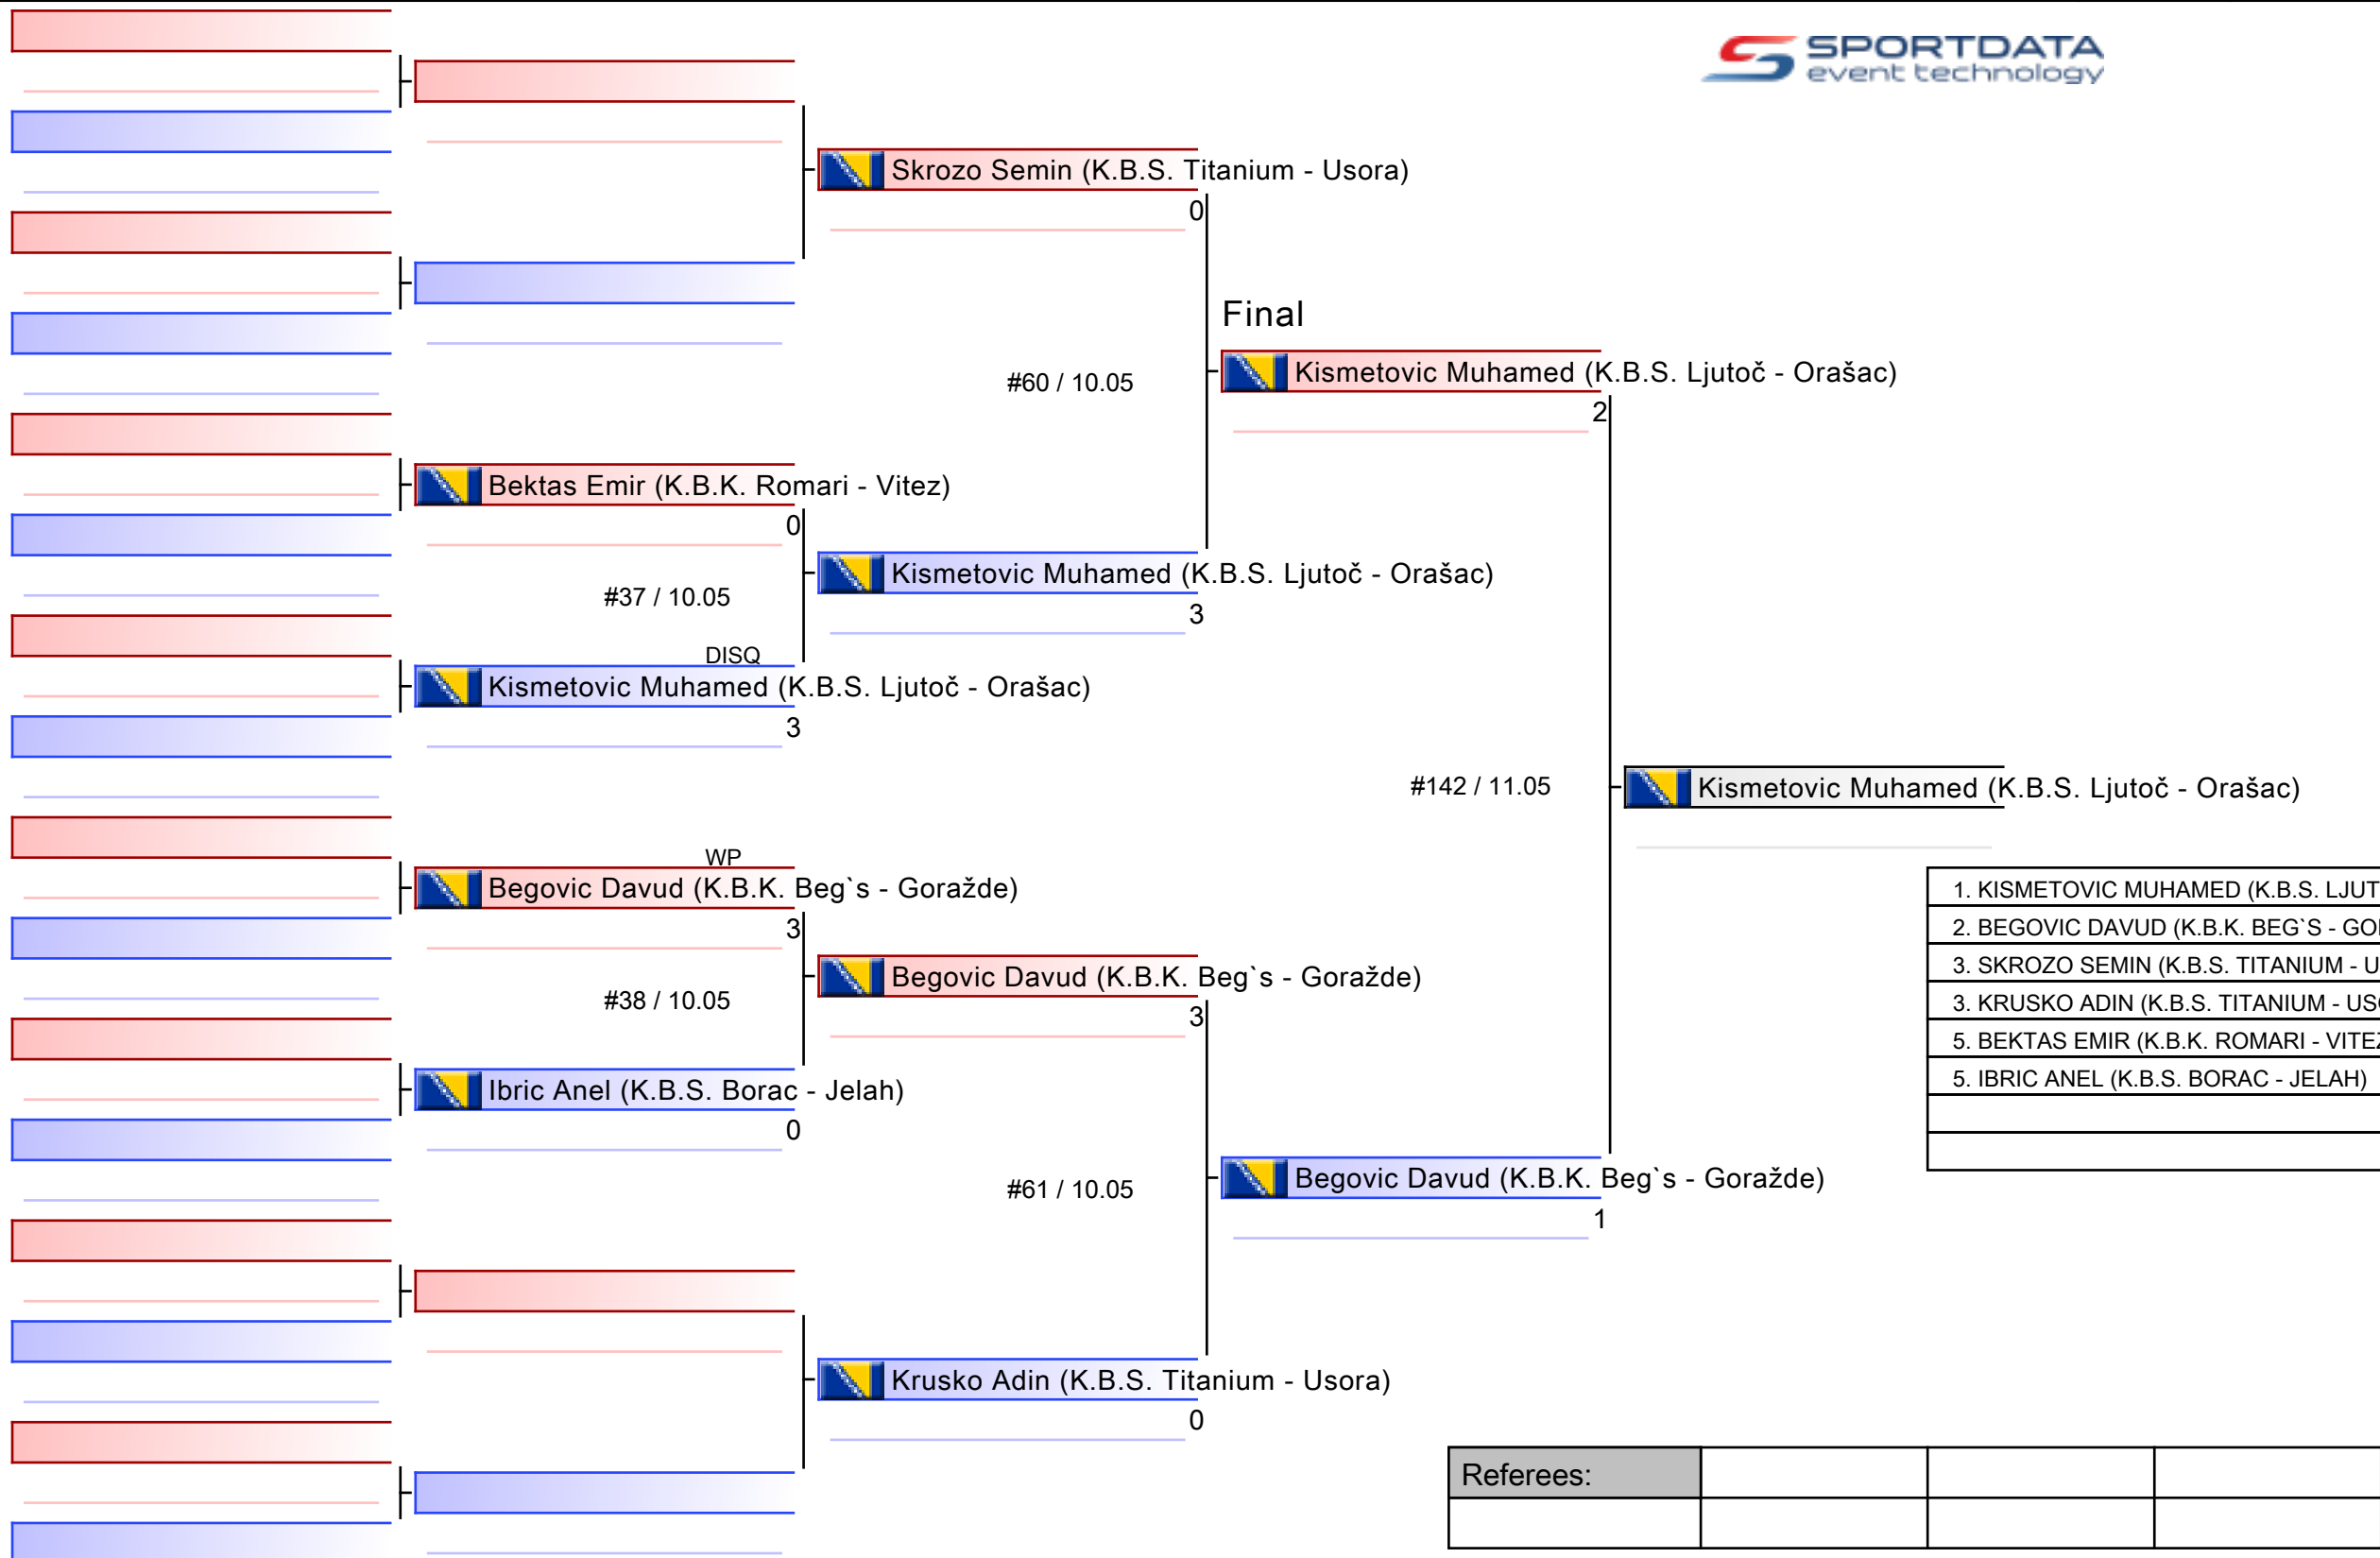 SPORTDATA
event technology
Skrozo Semin (K.B.S. Titanium - Usora)
0
Final
#60 / 10.05
Kismetovic Muhamed (K.B.S. Ljutoč - Orašac)
2
Bektas Emir (K.B.K. Romari - Vitez)
0
Kismetovic Muhamed (K.B.S. Ljutoč - Orašac)
3
#37 / 10.05
DISQ
Kismetovic Muhamed (K.B.S. Ljutoč - Orašac)
3
#142 / 11.05
Kismetovic Muhamed (K.B.S. Ljutoč - Orašac)
WP
Begovic Davud (K.B.K. Beg`s - Goražde)
3
Begovic Davud (K.B.K. Beg`s - Goražde)
3
#38 / 10.05
Ibric Anel (K.B.S. Borac - Jelah)
0
1. KISMETOVIC MUHAMED (K.B.S. LJUT
2. BEGOVIC DAVUD (K.B.K. BEG`S - GO
3. SKROZO SEMIN (K.B.S. TITANIUM - U
3. KRUSKO ADIN (K.B.S. TITANIUM - US
5. BEKTAS EMIR (K.B.K. ROMARI - VITE
5. IBRIC ANEL (K.B.S. BORAC - JELAH)
#61 / 10.05
Begovic Davud (K.B.K. Beg`s - Goražde)
1
Krusko Adin (K.B.S. Titanium - Usora)
0
Referees: